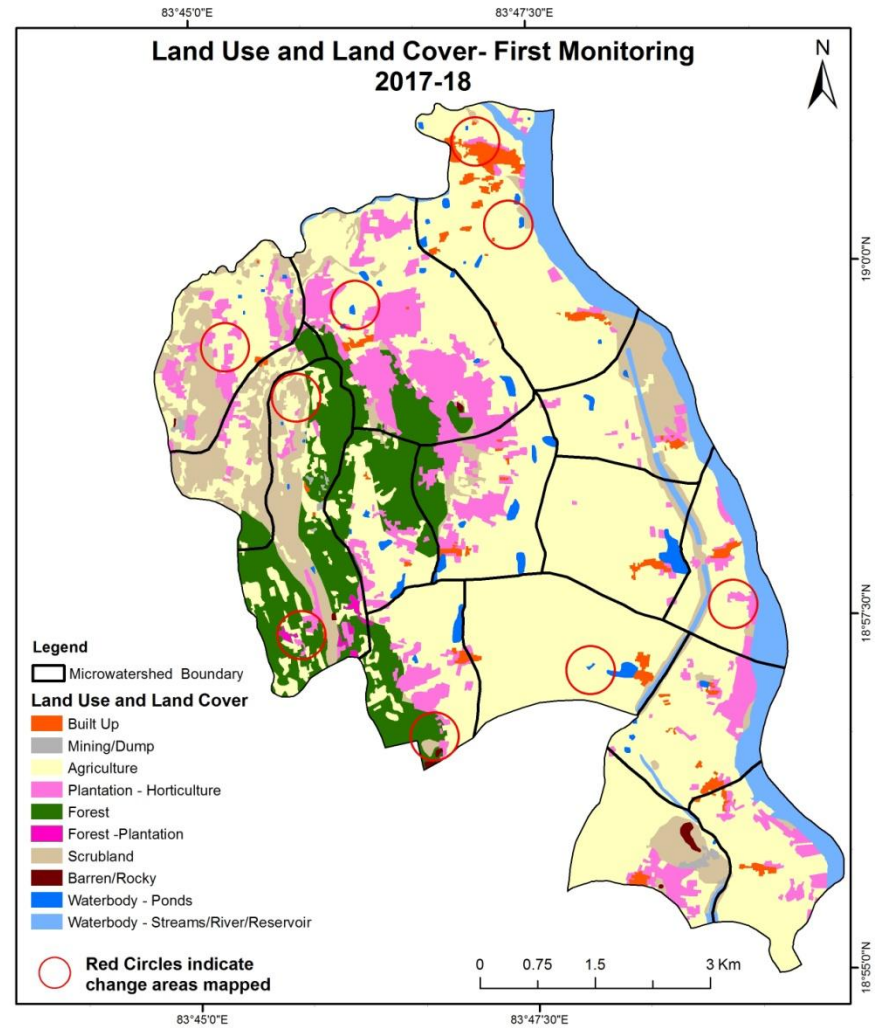 83°45'0"E
83°47'30"E
Land Use and Land Cover- First Monitoring
2017-18
N
19°0'0"N
18°57'30"N
18°55'0"N
Legend
Microwatershed Boundary
Land Use and Land Cover
Built Up
Mining/Dump
Agriculture
Plantation - Horticulture
Forest
Forest -Plantation
Scrubland
Barren/Rocky
Waterbody - Ponds
Waterbody - Streams/River/Reservoir
Red Circles indicate
change areas mapped
0 0.75 1.5 3 Km
83°45'0"E
83°47'30"E